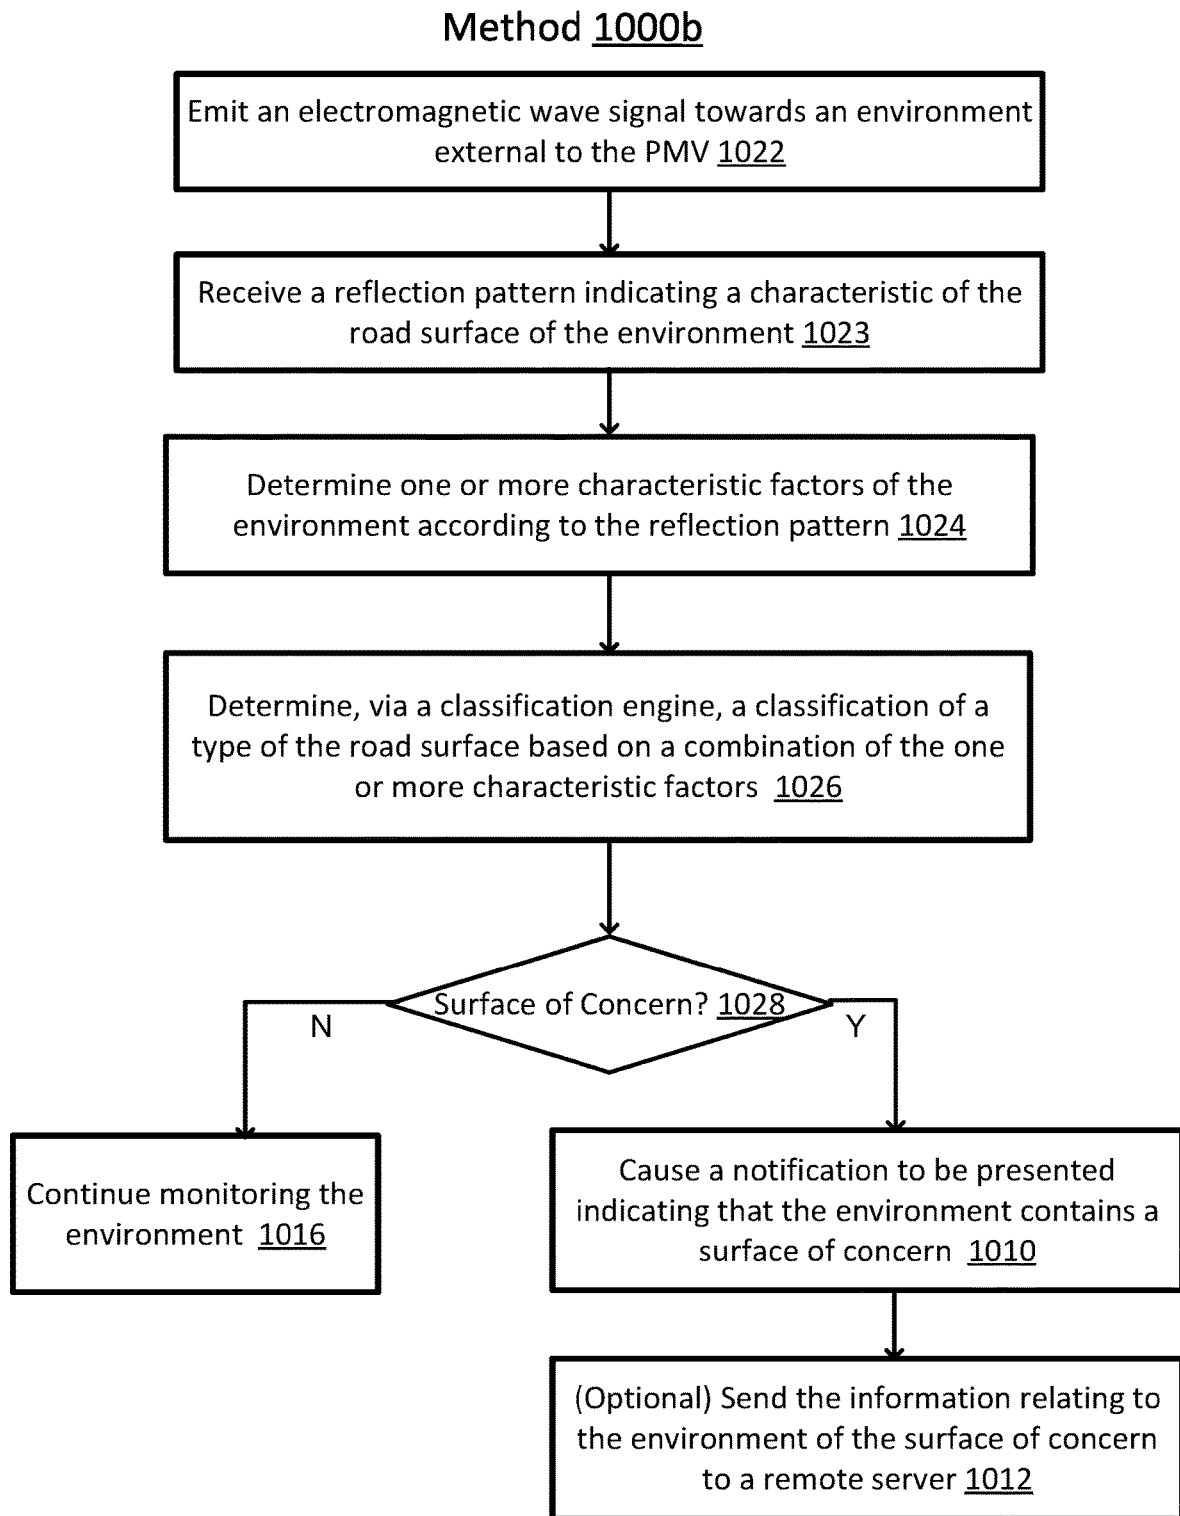 Method 1000b
Emit an electromagnetic wave signal towards an environment
external to the PMV 1022
Receive a reflection pattern indicating a characteristic of the
road surface of the environment 1023
Determine one or more characteristic factors of the
environment according to the reflection pattern 1024
Determine, via a classification engine, a classification of a
type of the road surface based on a combination of the one
or more characteristic factors 1026
Surface of Concern? 1028
N
Y
Continue monitoring the
environment 1016
Cause a notification to be presented
indicating that the environment contains a
surface of concern 1010
(Optional) Send the information relating to
the environment of the surface of concern
to a remote server 1012